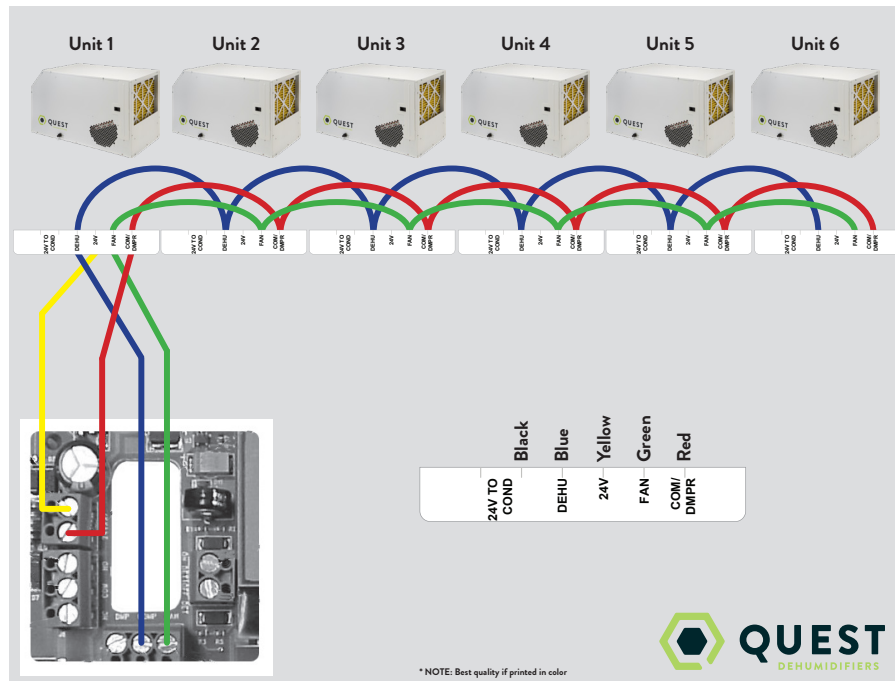 Unit 1 Unit 2 Unit 3 Unit 4 Unit 5 Unit 6
QUEST QUEST QUEST QUEST QUEST QUEST
24V TO COND DEHU 24V FAN COM/ DMPR
24V TO COND DEHU 24V FAN COM/ DMPR
24V TO COND DEHU 24V FAN COM/ DMPR
24V TO COND DEHU 24V FAN COM/ DMPR
24V TO COND DEHU 24V FAN COM/ DMPR
24V TO COND DEHU 24V FAN COM/ DMPR
Black Blue Yellow Green Red
24V TO COND DEHU 24V FAN COM/ DMPR
DMP
QUEST
DEHUMIDIFIERS
* NOTE: Best quality if printed in color